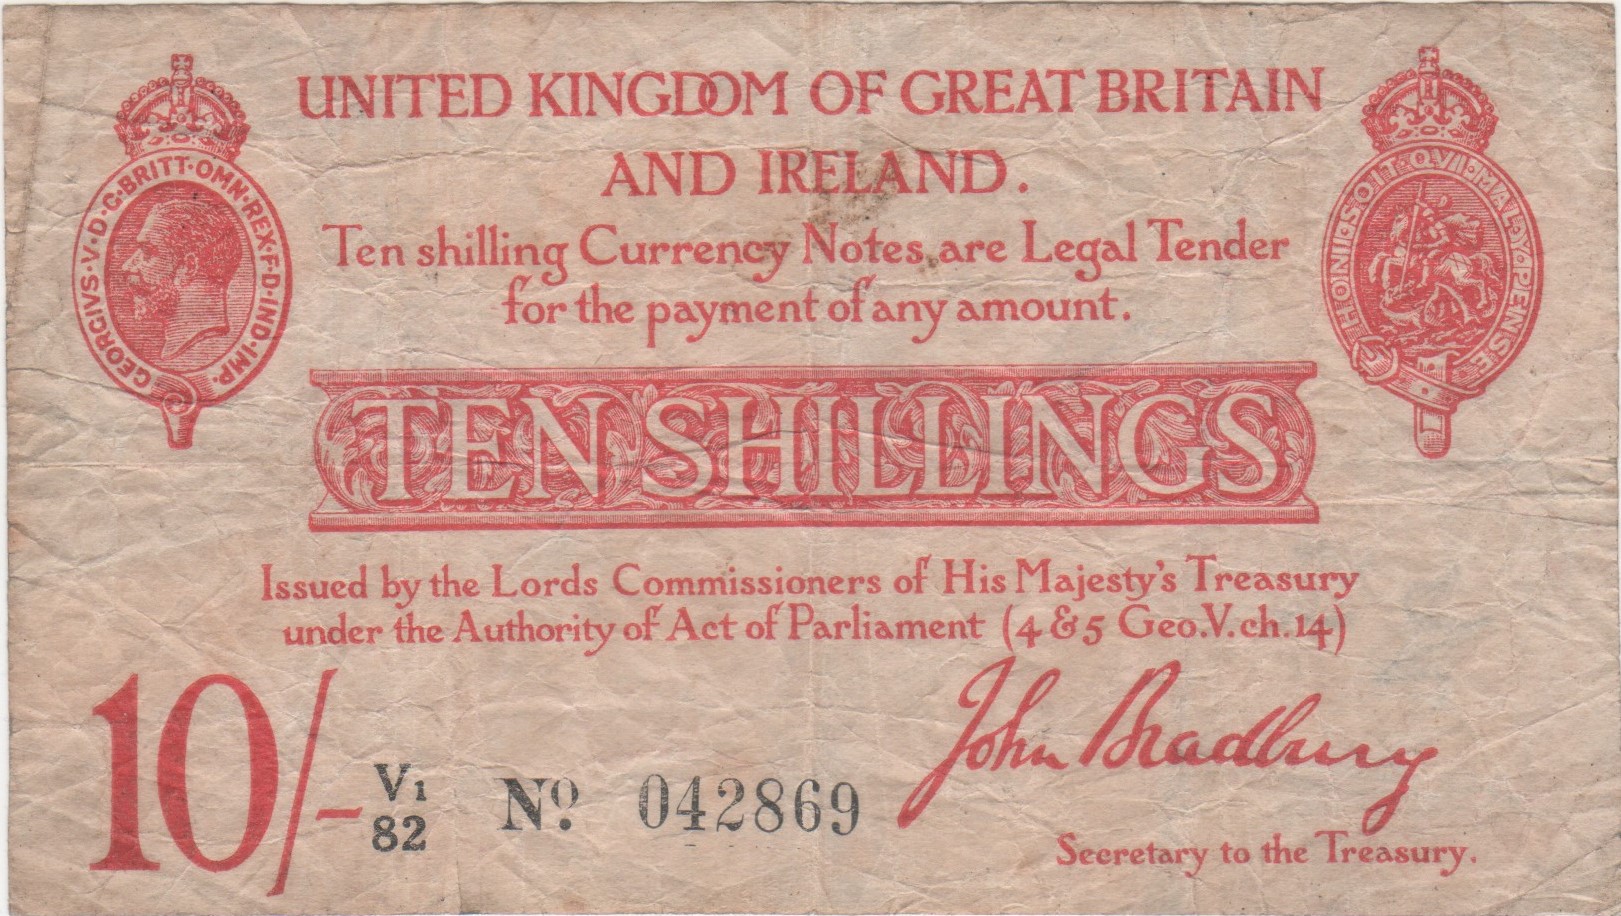 UNITED KINGDOM OF GREAT BRITAIN
AND IRELAND.
GEORGIVS·V·D·G·BRITT·OMN·REX·F·D·IND·IMP·
HONI·SOIT·QVI·MAL·Y·PENSE
Ten shilling Currency Notes are Legal Tender
for the payment of any amount.
TEN SHILLINGS
Issued by the Lords Commissioners of His Majesty's Treasury
under the Authority of Act of Parliament (4 & 5 Geo.V.ch.14)
10/-
V1
82
No. 042869
John Bradbury
Secretary to the Treasury.